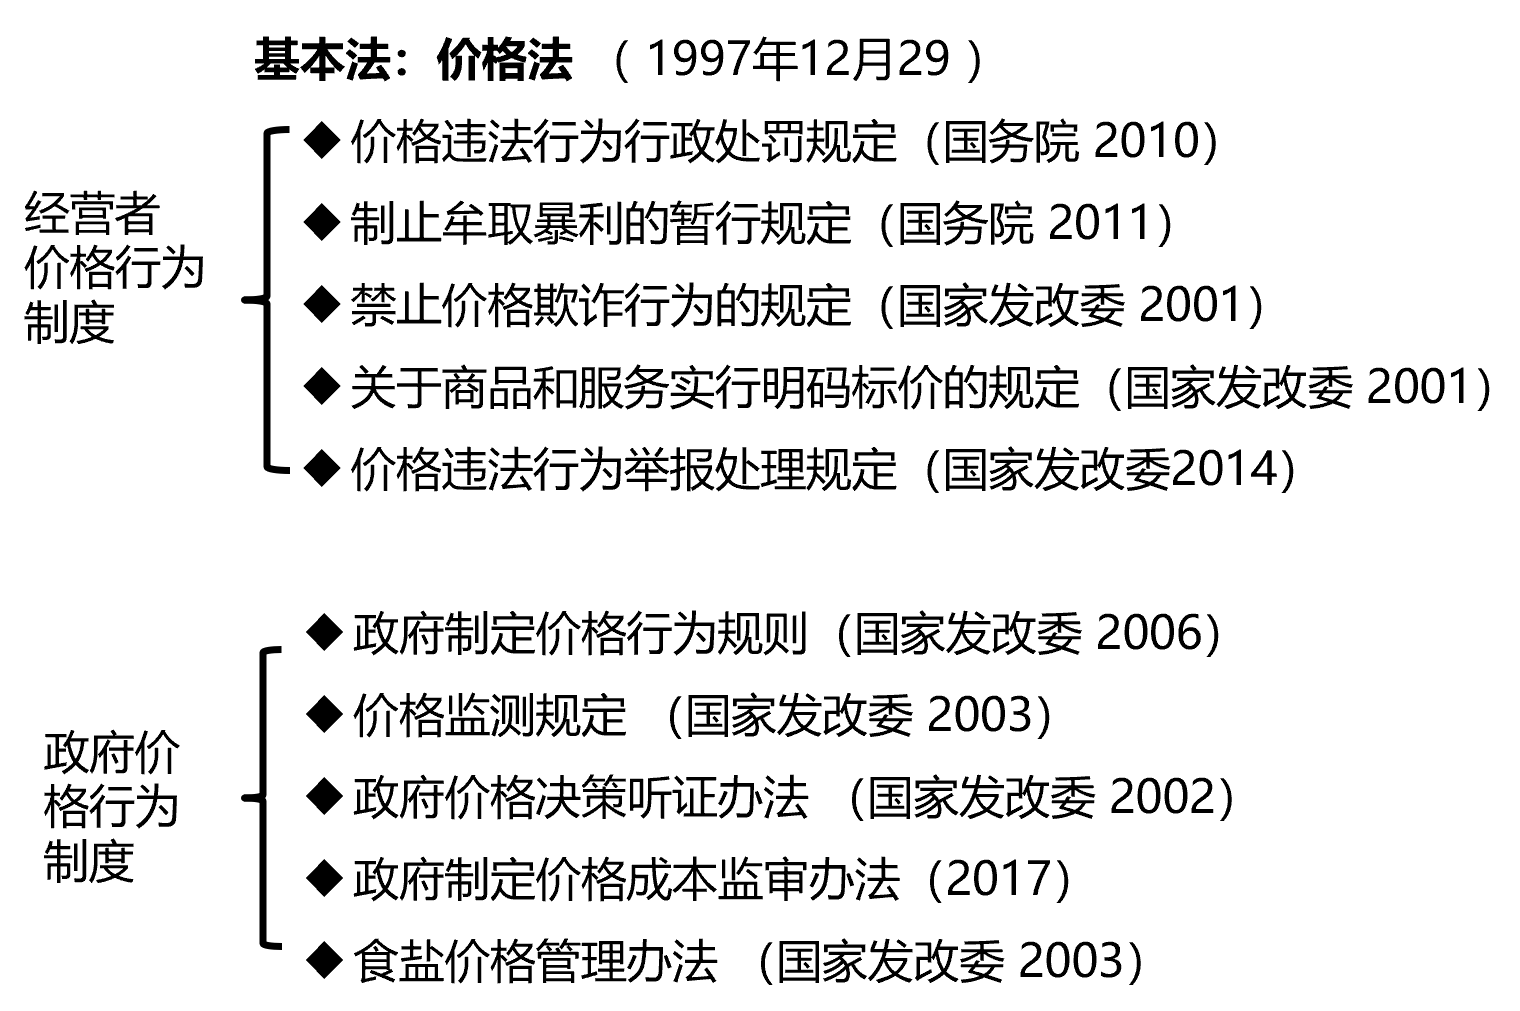 基本法：价格法 （ 1997年12月29 ）
经营者
价格行为
制度
◆ 价格违法行为行政处罚规定（国务院 2010）
◆ 制止牟取暴利的暂行规定（国务院 2011）
◆ 禁止价格欺诈行为的规定（国家发改委 2001）
◆ 关于商品和服务实行明码标价的规定（国家发改委 2001）
◆ 价格违法行为举报处理规定（国家发改委2014）
政府价
格行为
制度
◆ 政府制定价格行为规则（国家发改委 2006）
◆ 价格监测规定 （国家发改委 2003）
◆ 政府价格决策听证办法 （国家发改委 2002）
◆ 政府制定价格成本监审办法（2017）
◆ 食盐价格管理办法 （国家发改委 2003）